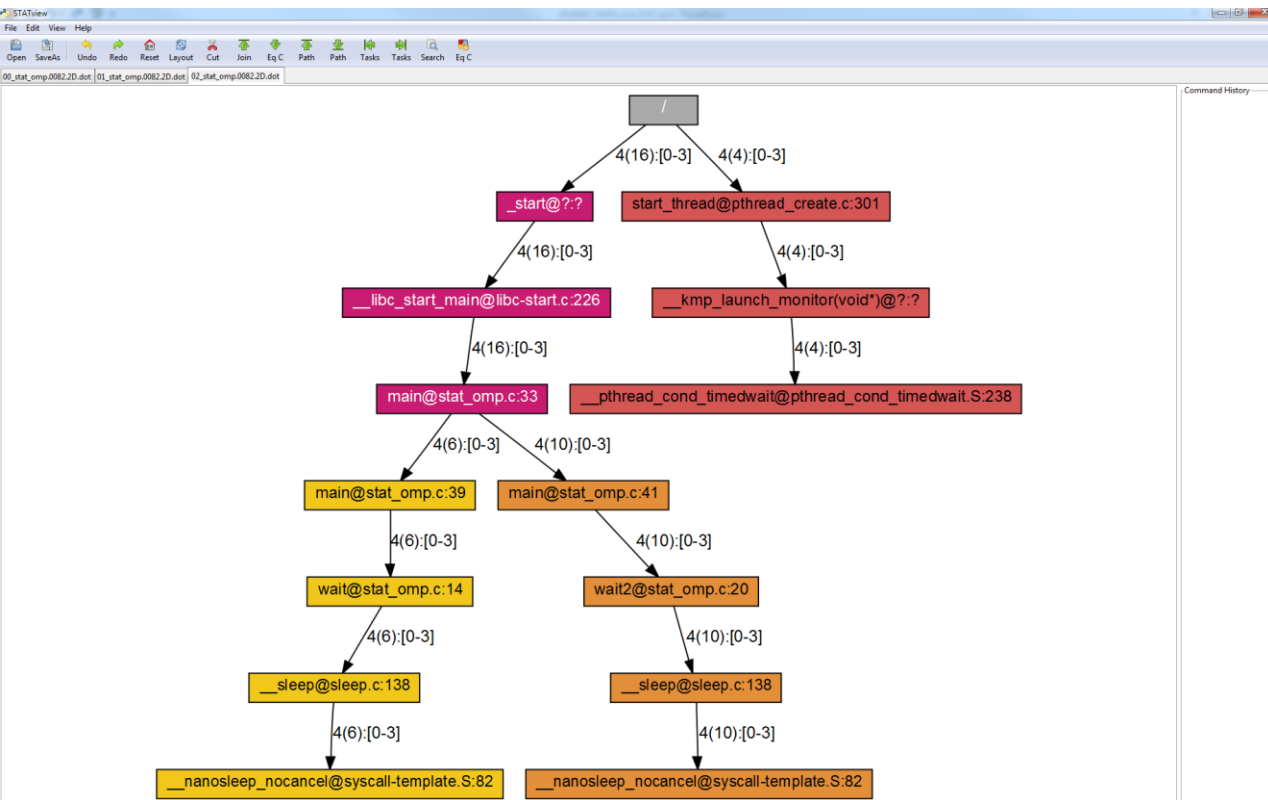 STATview
File Edit View Help
Open SaveAs Undo Redo Reset Layout Cut Join Eq C Path Path Tasks Tasks Search Eq C
00_stat_omp.0082.2D.dot 01_stat_omp.0082.2D.dot 02_stat_omp.0082.2D.dot
Command History
/
4(16):[0-3] 4(4):[0-3]
_start@?:? start_thread@pthread_create.c:301
4(16):[0-3] 4(4):[0-3]
__libc_start_main@libc-start.c:226 __kmp_launch_monitor(void*)@?:?
4(16):[0-3] 4(4):[0-3]
main@stat_omp.c:33 __pthread_cond_timedwait@pthread_cond_timedwait.S:238
4(6):[0-3] 4(10):[0-3]
main@stat_omp.c:39 main@stat_omp.c:41
4(6):[0-3] 4(10):[0-3]
wait@stat_omp.c:14 wait2@stat_omp.c:20
4(6):[0-3] 4(10):[0-3]
__sleep@sleep.c:138 __sleep@sleep.c:138
4(6):[0-3] 4(10):[0-3]
__nanosleep_nocancel@syscall-template.S:82 __nanosleep_nocancel@syscall-template.S:82